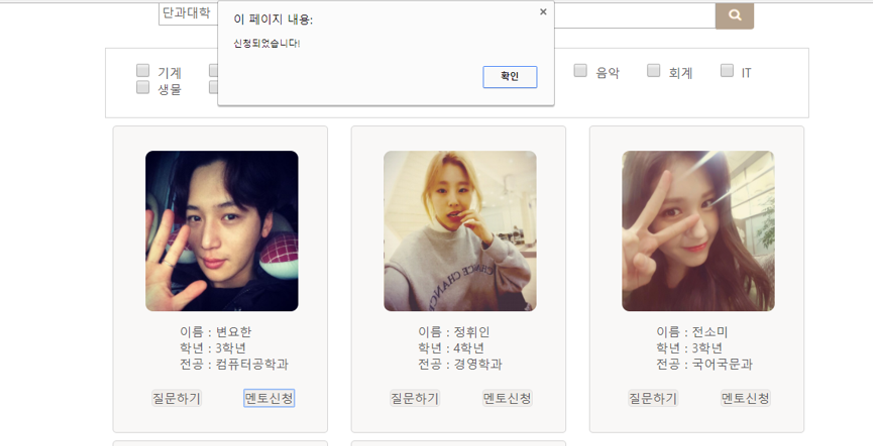 단과대학
이 페이지 내용:
신청되었습니다!
확인
기계
음악
회계
IT
생물
CHANCE CHANGE
이름 : 변요한
학년 : 3학년
전공 : 컴퓨터공학과
질문하기 멘토신청
이름 : 정휘인
학년 : 4학년
전공 : 경영학과
질문하기 멘토신청
이름 : 전소미
학년 : 3학년
전공 : 국어국문과
질문하기 멘토신청